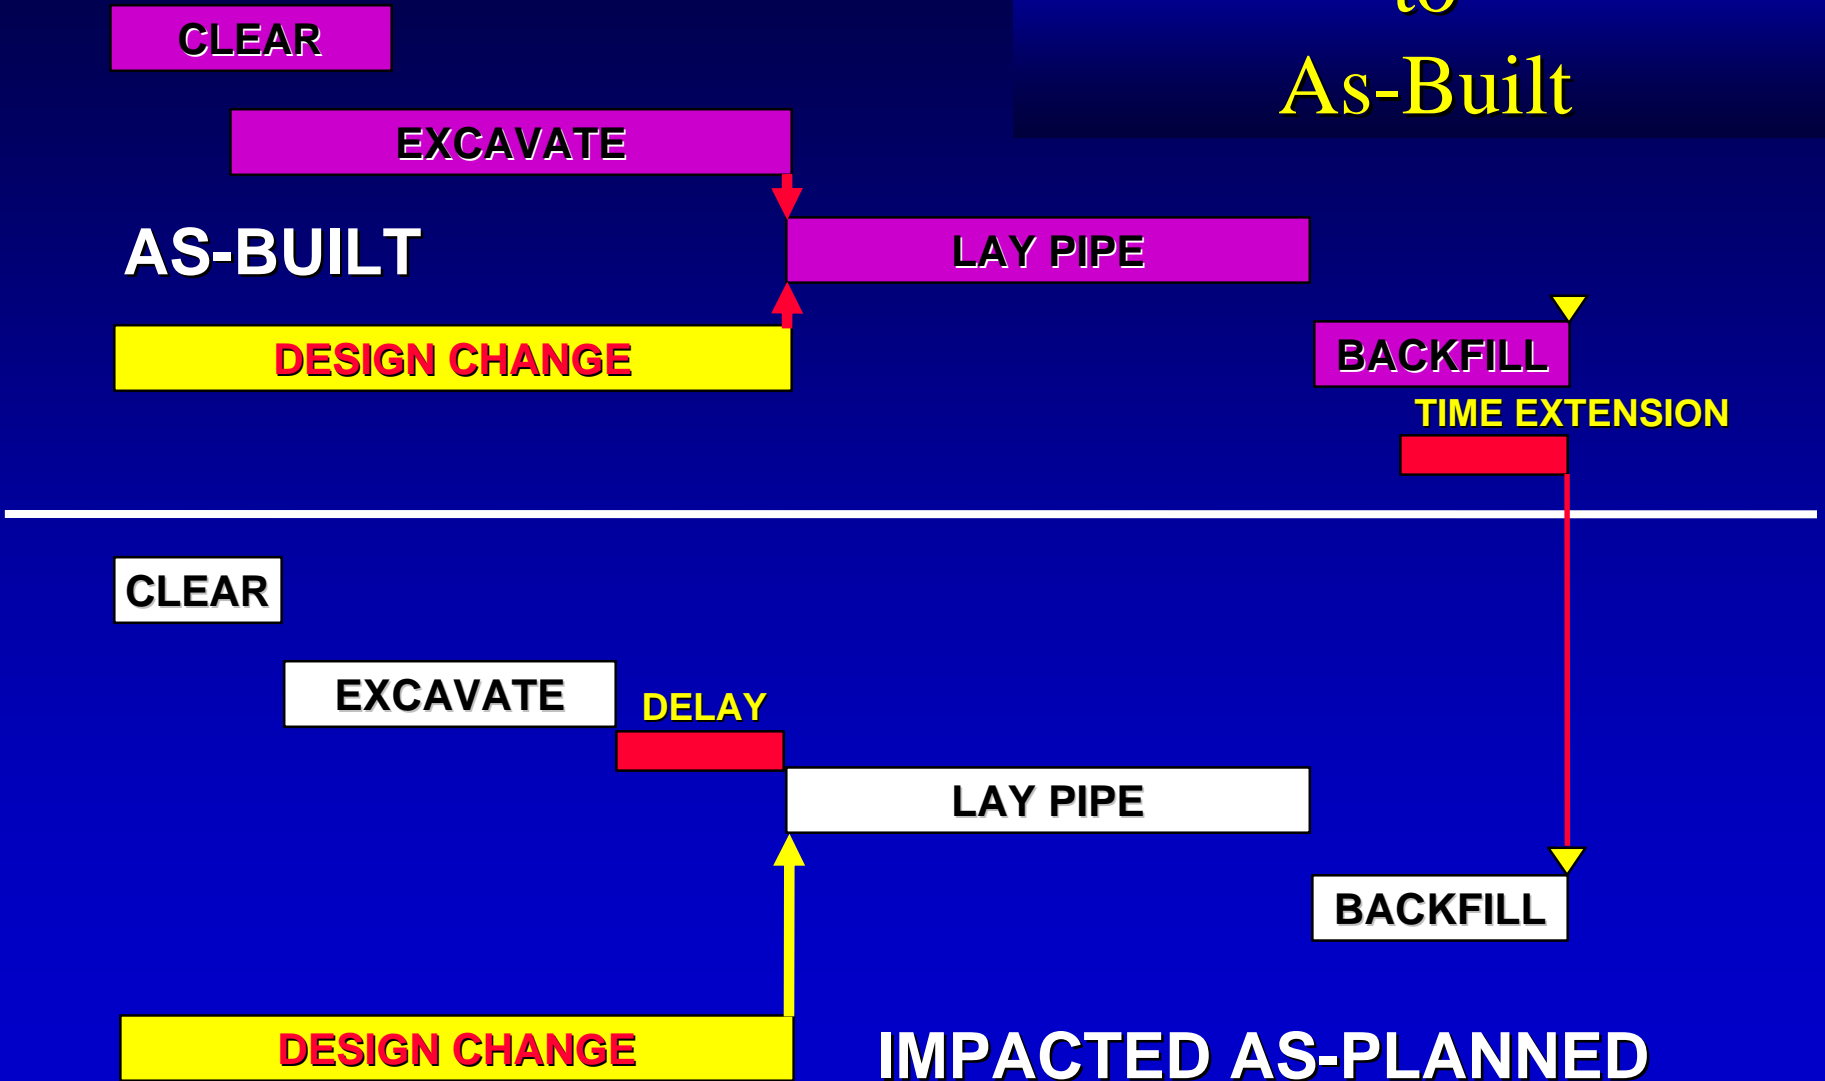 to
As-Built
CLEAR
EXCAVATE
AS-BUILT
LAY PIPE
DESIGN CHANGE
BACKFILL
TIME EXTENSION
CLEAR
EXCAVATE
DELAY
LAY PIPE
BACKFILL
DESIGN CHANGE
IMPACTED AS-PLANNED